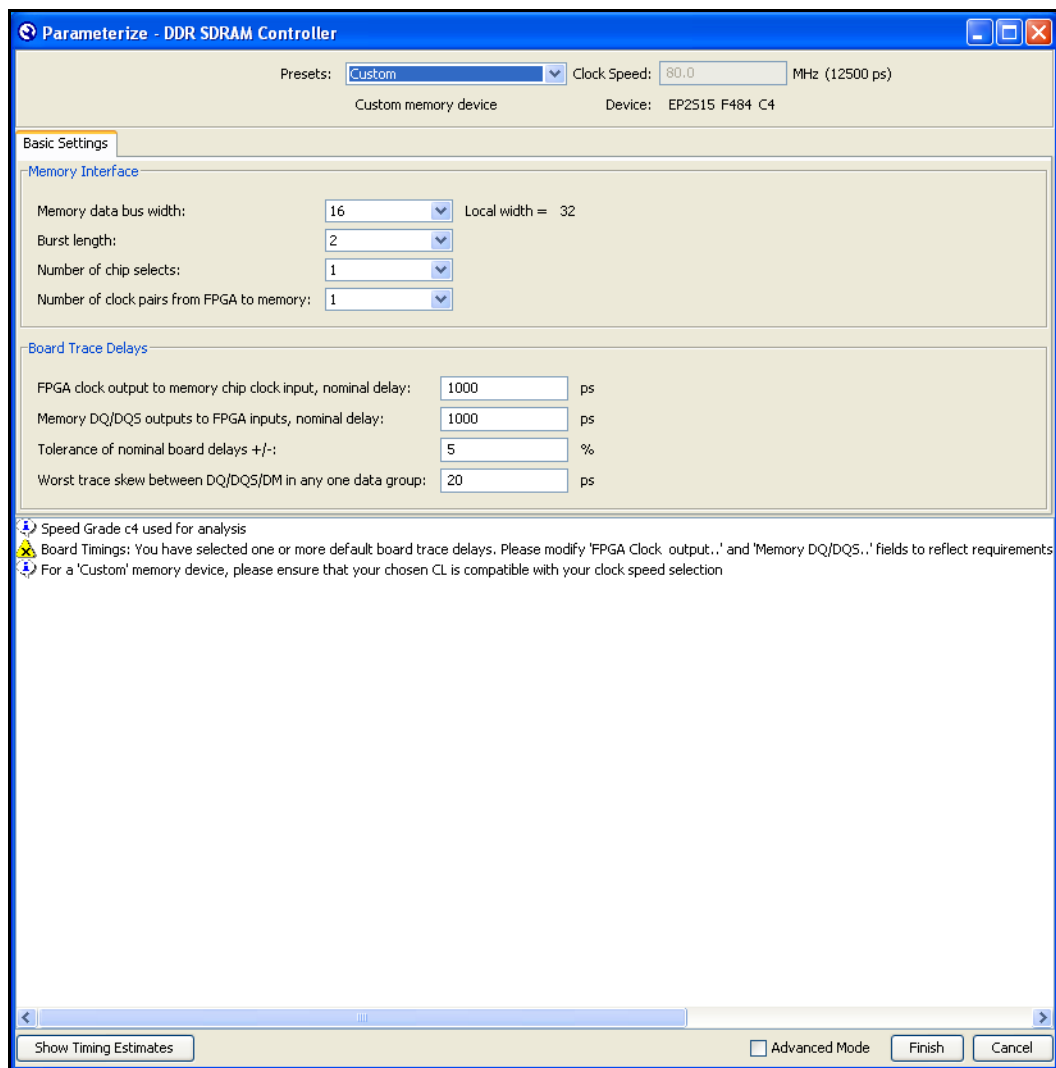 Parameterize - DDR SDRAM Controller
Presets: Custom Clock Speed: 80.0 MHz (12500 ps)
Custom memory device Device: EP2S15 F484 C4
Basic Settings
Memory Interface
Memory data bus width: 16 Local width = 32
Burst length: 2
Number of chip selects: 1
Number of clock pairs from FPGA to memory: 1
Board Trace Delays
FPGA clock output to memory chip clock input, nominal delay: 1000 ps
Memory DQ/DQS outputs to FPGA inputs, nominal delay: 1000 ps
Tolerance of nominal board delays +/-: 5 %
Worst trace skew between DQ/DQS/DM in any one data group: 20 ps
Speed Grade c4 used for analysis
Board Timings: You have selected one or more default board trace delays. Please modify 'FPGA Clock output..' and 'Memory DQ/DQS..' fields to reflect requirements
For a 'Custom' memory device, please ensure that your chosen CL is compatible with your clock speed selection
Show Timing Estimates Advanced Mode Finish Cancel